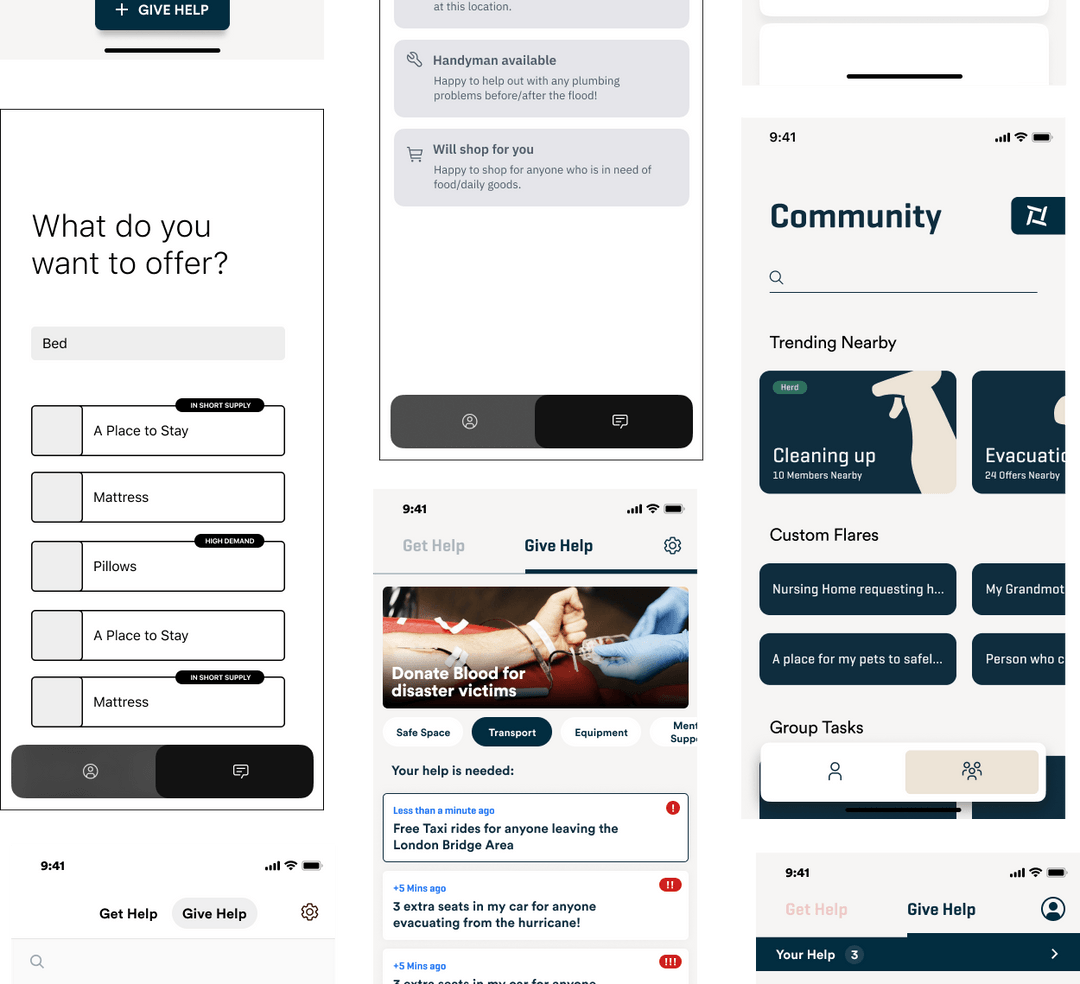 GIVE HELP
What do you
want to offer?
Bed
IN SHORT SUPPLY
A Place to Stay
Mattress
HIGH DEMAND
Pillows
A Place to Stay
IN SHORT SUPPLY
Mattress
9:41
Get Help
Give Help
at this location.
Handyman available
Happy to help out with any plumbing
problems before/after the flood!
Will shop for you
Happy to shop for anyone who is in need of
food/daily goods.
9:41
Get Help
Give Help
Donate Blood for
disaster victims
Safe Space
Transport
Equipment
Ment
Suppo
Your help is needed:
Less than a minute ago
!
Free Taxi rides for anyone leaving the
London Bridge Area
+5 Mins ago
!!
3 extra seats in my car for anyone
evacuating from the hurricane!
+5 Mins ago
!!!
3 extra seats in my car for anyone
9:41
Community
Trending Nearby
Herd
Cleaning up
10 Members Nearby
Evacuatio
24 Offers Nearby
Custom Flares
Nursing Home requesting h...
My Grandmot
A place for my pets to safel...
Person who c
Group Tasks
9:41
Get Help
Give Help
Your Help 3